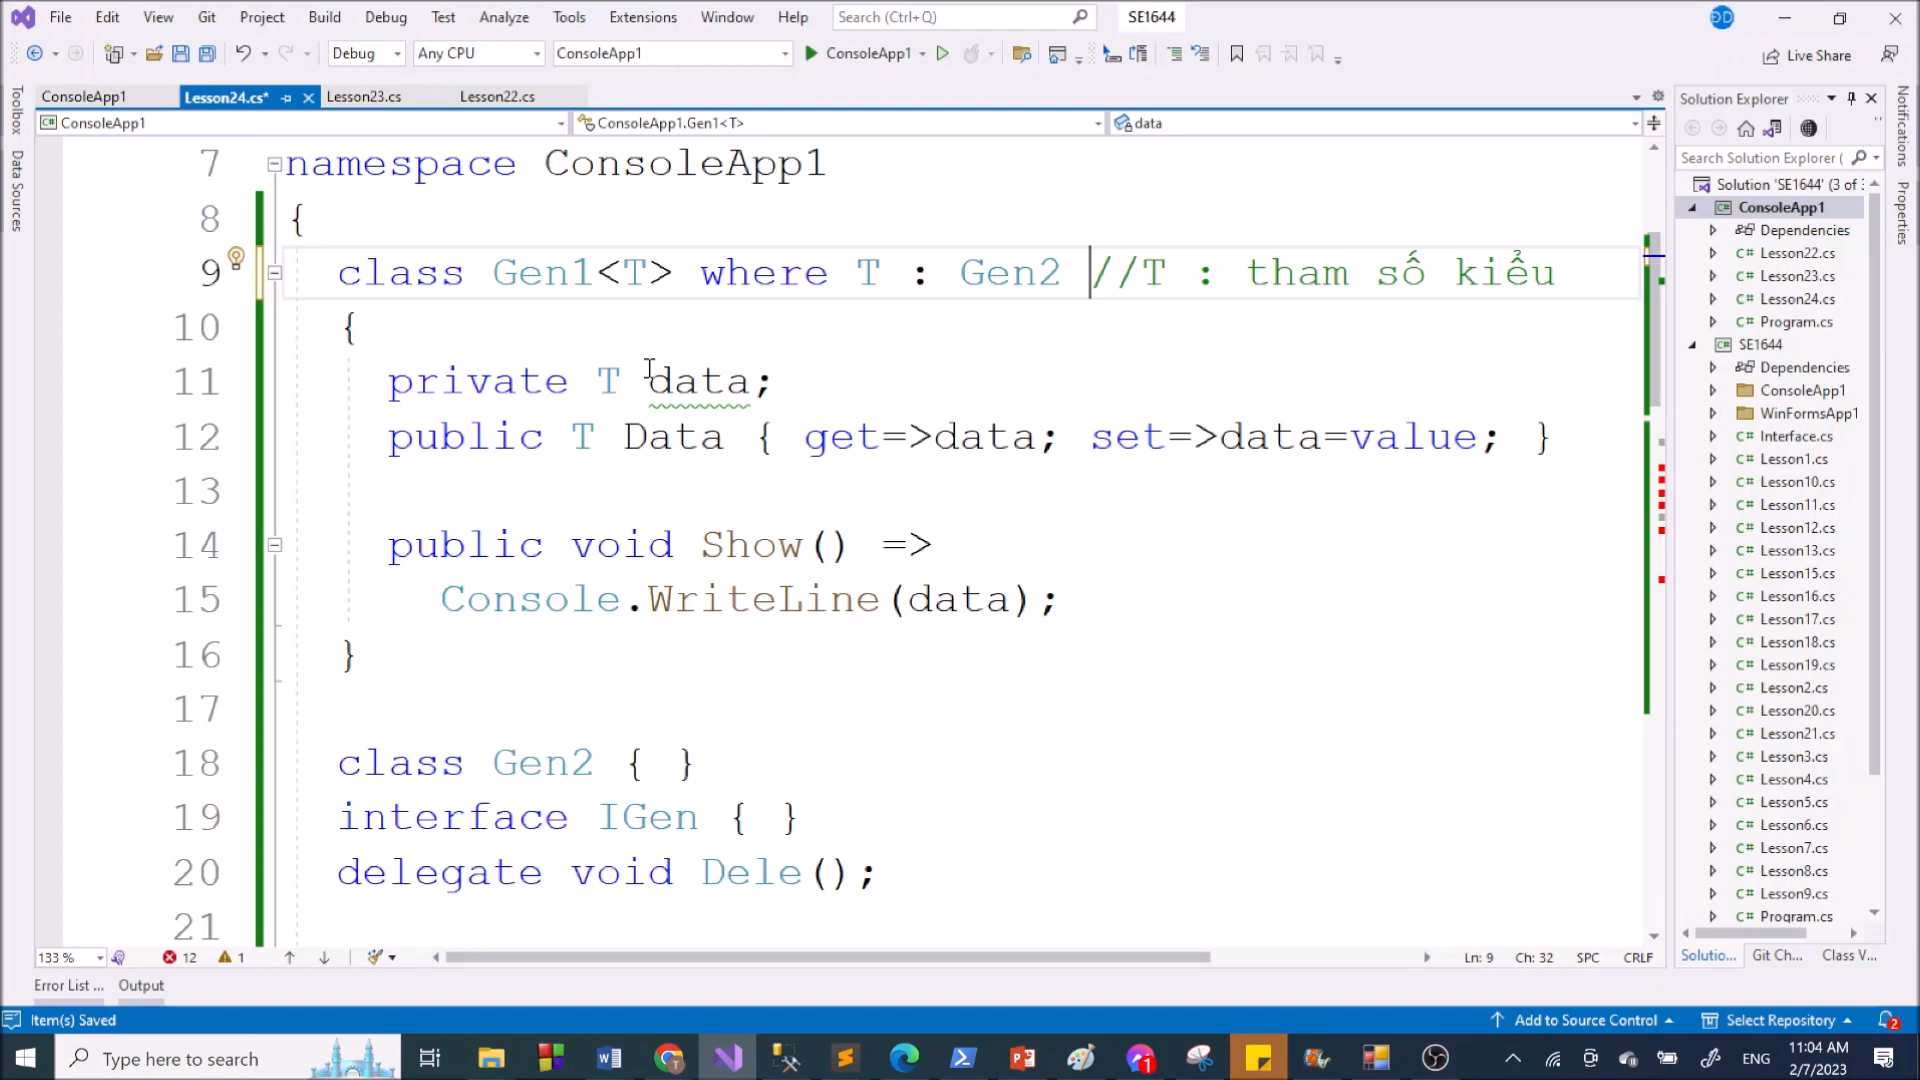 File Edit View Git Project Build Debug Test Analyze Tools Extensions Window Help Search (Ctrl+Q) SE1644
Debug Any CPU ConsoleApp1 ConsoleApp1 Live Share
ConsoleApp1 Lesson24.cs* Lesson23.cs Lesson22.cs
ConsoleApp1 ConsoleApp1.Gen1<T> data
Toolbox
Data Sources
7 namespace ConsoleApp1
8 {
9 class Gen1<T> where T : Gen2 //T : tham số kiểu
10 {
11 private T data;
12 public T Data { get=>data; set=>data=value; }
13
14 public void Show() =>
15 Console.WriteLine(data);
16 }
17
18 class Gen2 { }
19 interface IGen { }
20 delegate void Dele();
21
133 % 12 1 Ln: 9 Ch: 32 SPC CRLF
Error List ... Output
Solution Explorer
Search Solution Explorer (
Solution 'SE1644' (3 of :
ConsoleApp1
Dependencies
C# Lesson22.cs
C# Lesson23.cs
C# Lesson24.cs
C# Program.cs
SE1644
Dependencies
ConsoleApp1
WinFormsApp1
C# Interface.cs
C# Lesson1.cs
C# Lesson10.cs
C# Lesson11.cs
C# Lesson12.cs
C# Lesson13.cs
C# Lesson15.cs
C# Lesson16.cs
C# Lesson17.cs
C# Lesson18.cs
C# Lesson19.cs
C# Lesson2.cs
C# Lesson20.cs
C# Lesson21.cs
C# Lesson3.cs
C# Lesson4.cs
C# Lesson5.cs
C# Lesson6.cs
C# Lesson7.cs
C# Lesson8.cs
C# Lesson9.cs
C# Program.cs
Solutio... Git Ch... Class V...
Notifications
Properties
Item(s) Saved Add to Source Control Select Repository 2
Type here to search ENG 11:04 AM
2/7/2023